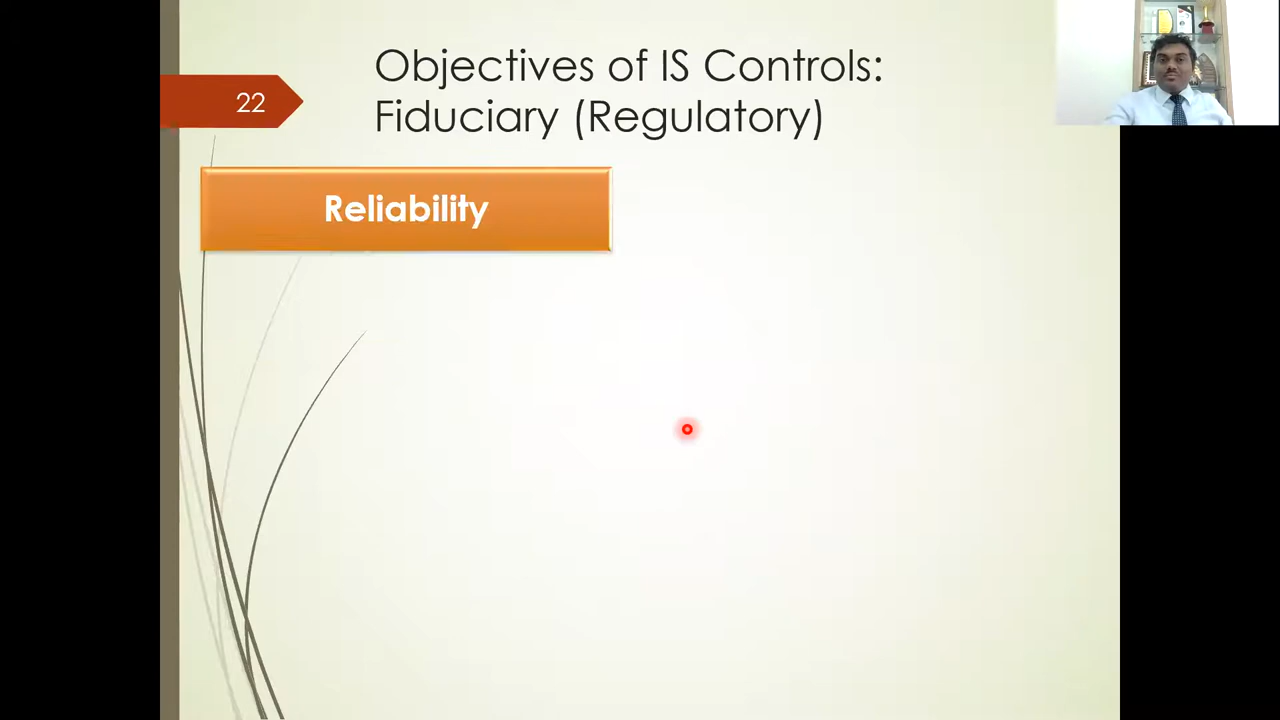 Objectives of IS Controls:
Fiduciary (Regulatory)
22
Reliability